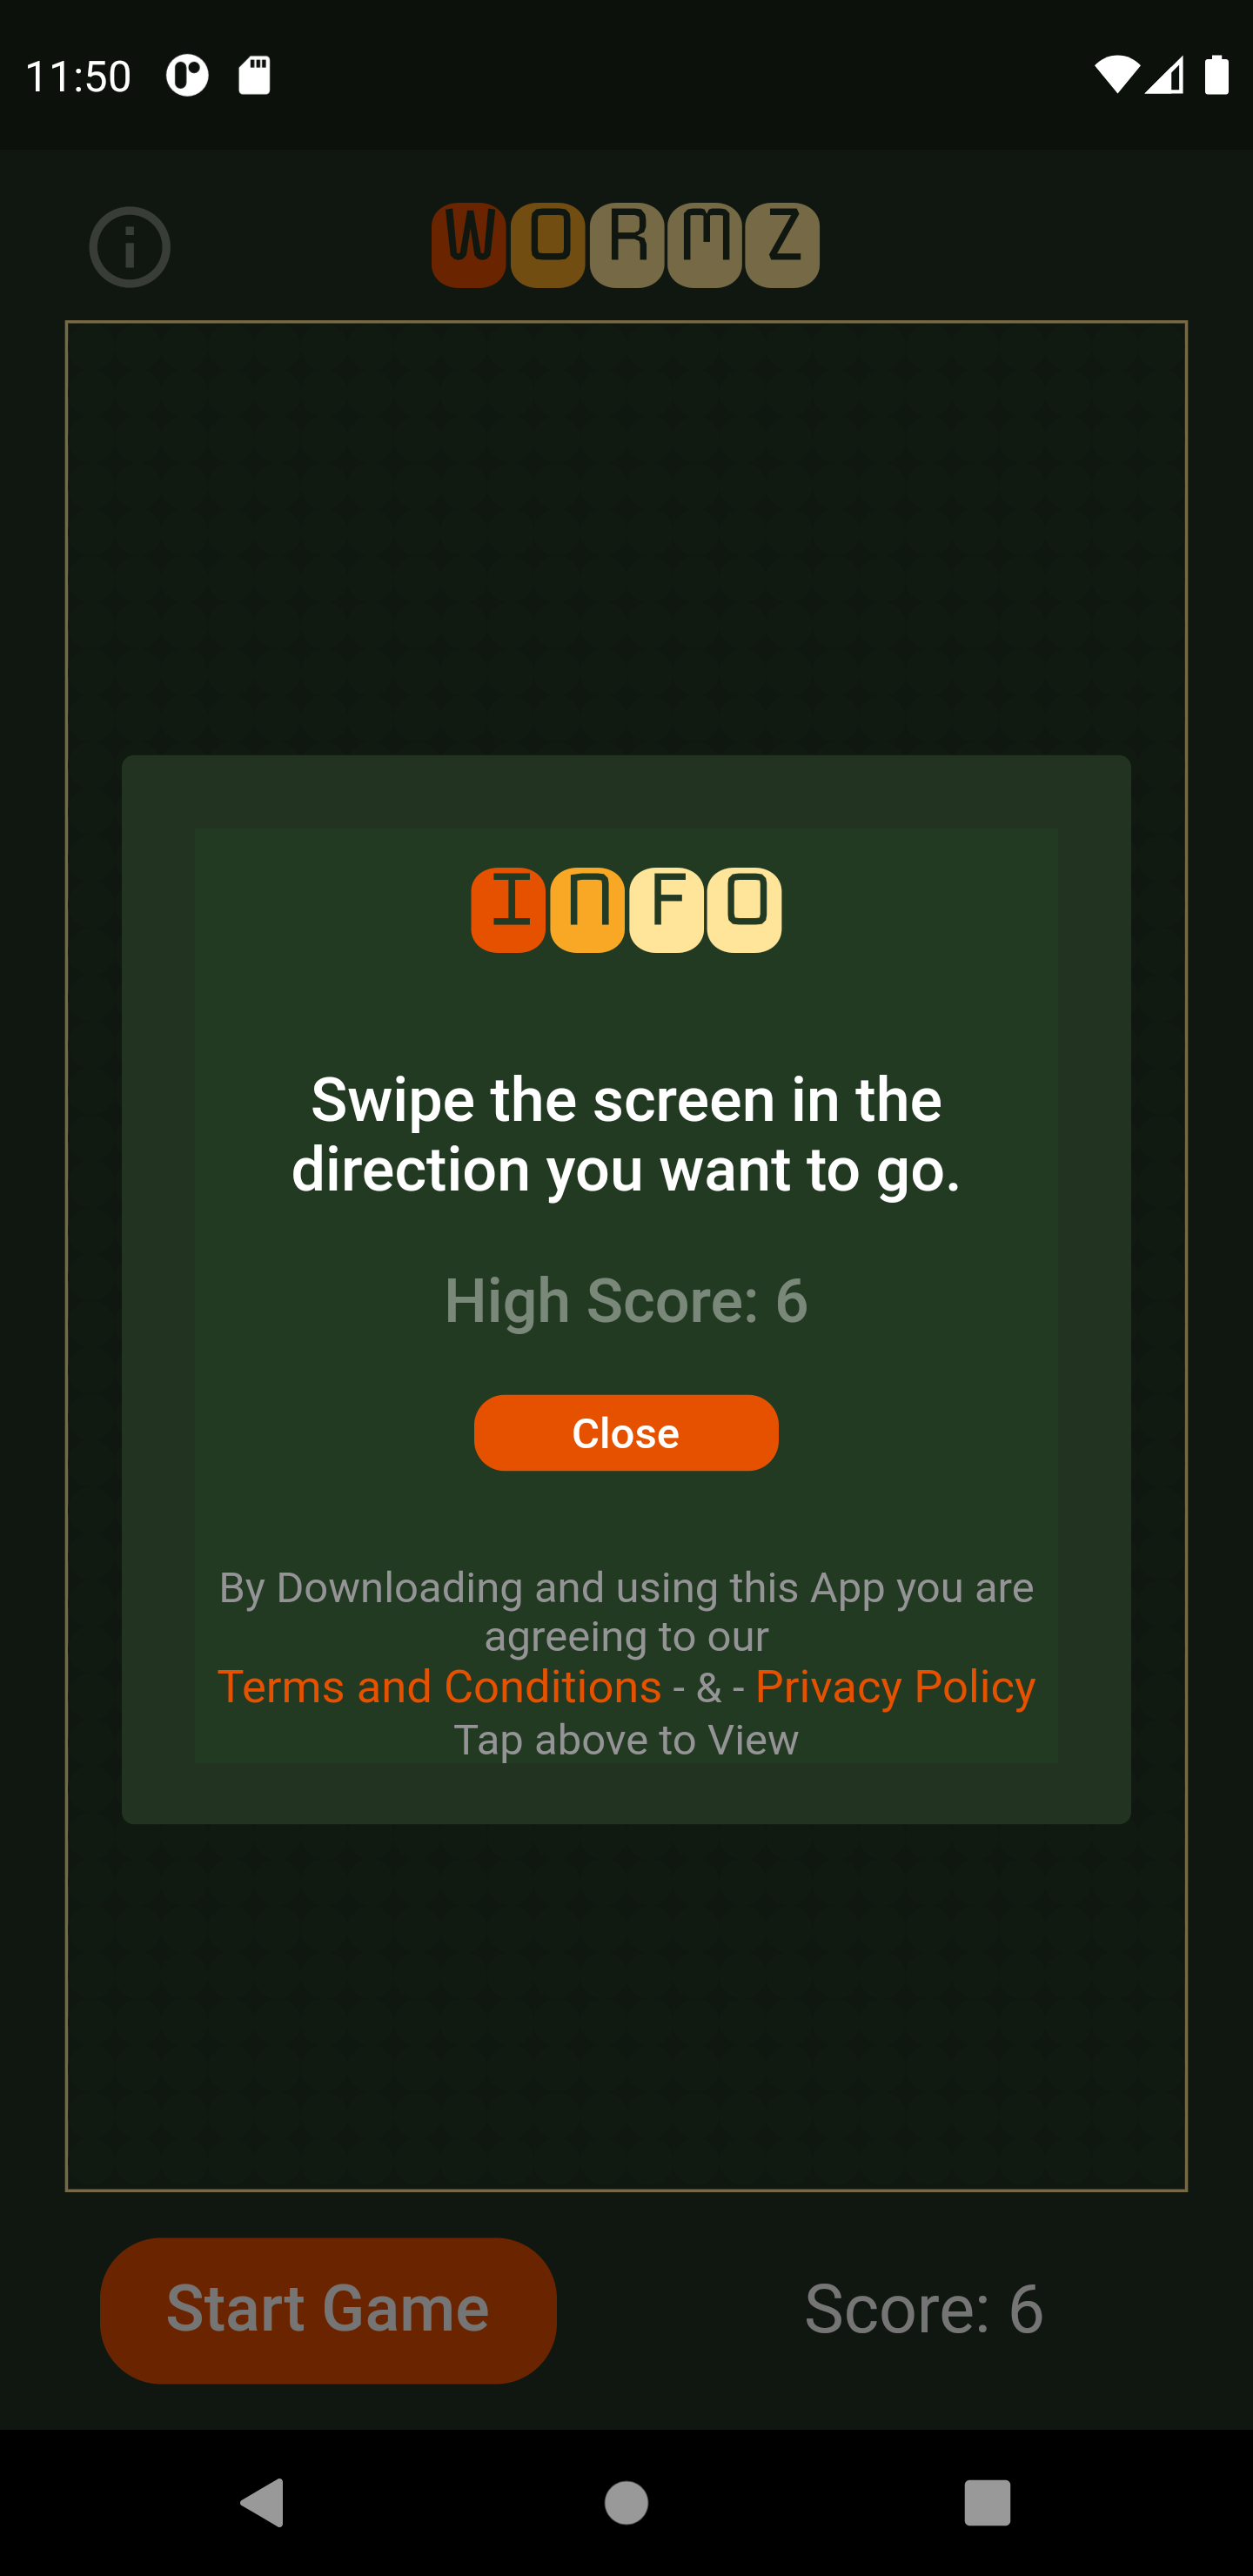 11:50
WORMZ
INFO
Swipe the screen in the
direction you want to go.
High Score: 6
Close
By Downloading and using this App you are
agreeing to our
Terms and Conditions - & - Privacy Policy
Tap above to View
Start Game
Score: 6